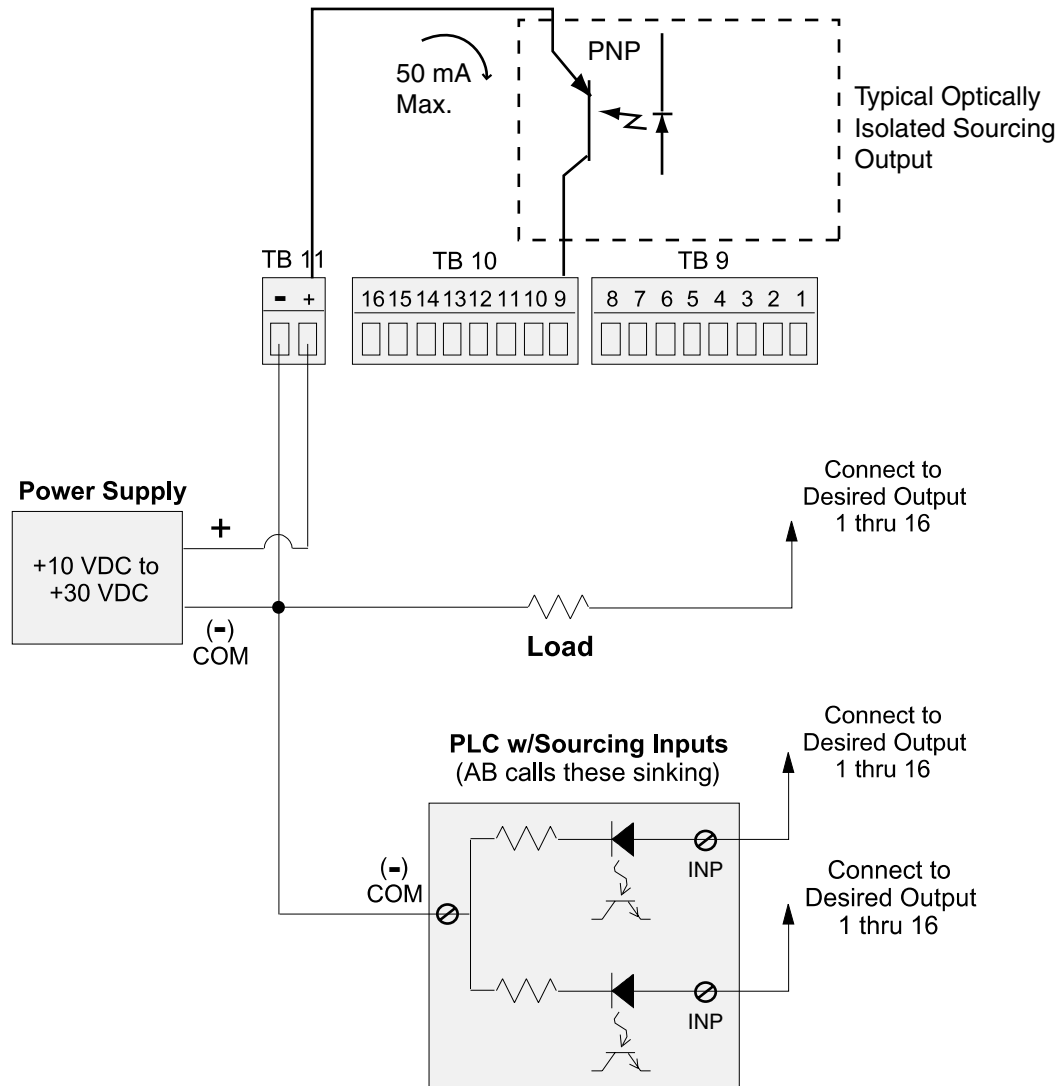 PNP
50 mA
Max.
Typical Optically
Isolated Sourcing
Output
TB 11
TB 10
TB 9
- +
16 15 14 13 12 11 10 9
8 7 6 5 4 3 2 1
Power Supply
+
+10 VDC to
+30 VDC
(-)
COM
Load
Connect to
Desired Output
1 thru 16
PLC w/Sourcing Inputs
(AB calls these sinking)
Connect to
Desired Output
1 thru 16
(-)
COM
INP
Connect to
Desired Output
1 thru 16
INP